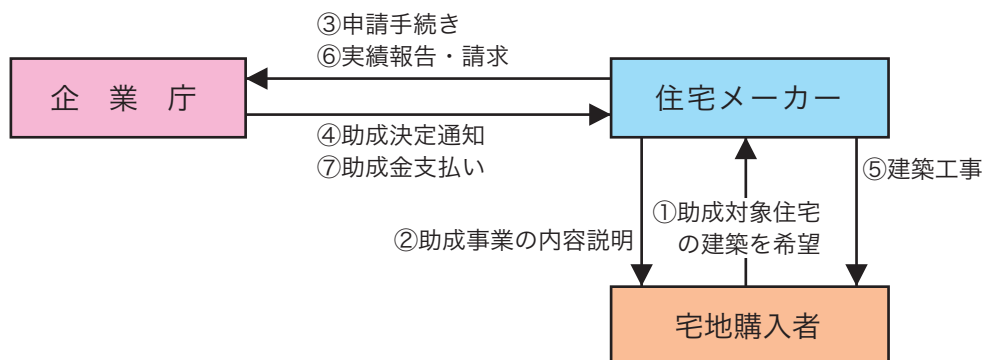 ③申請手続き
⑥実績報告・請求
企業庁
住宅メーカー
④助成決定通知
⑦助成金支払い
⑤建築工事
①助成対象住宅
の建築を希望
②助成事業の内容説明
宅地購入者